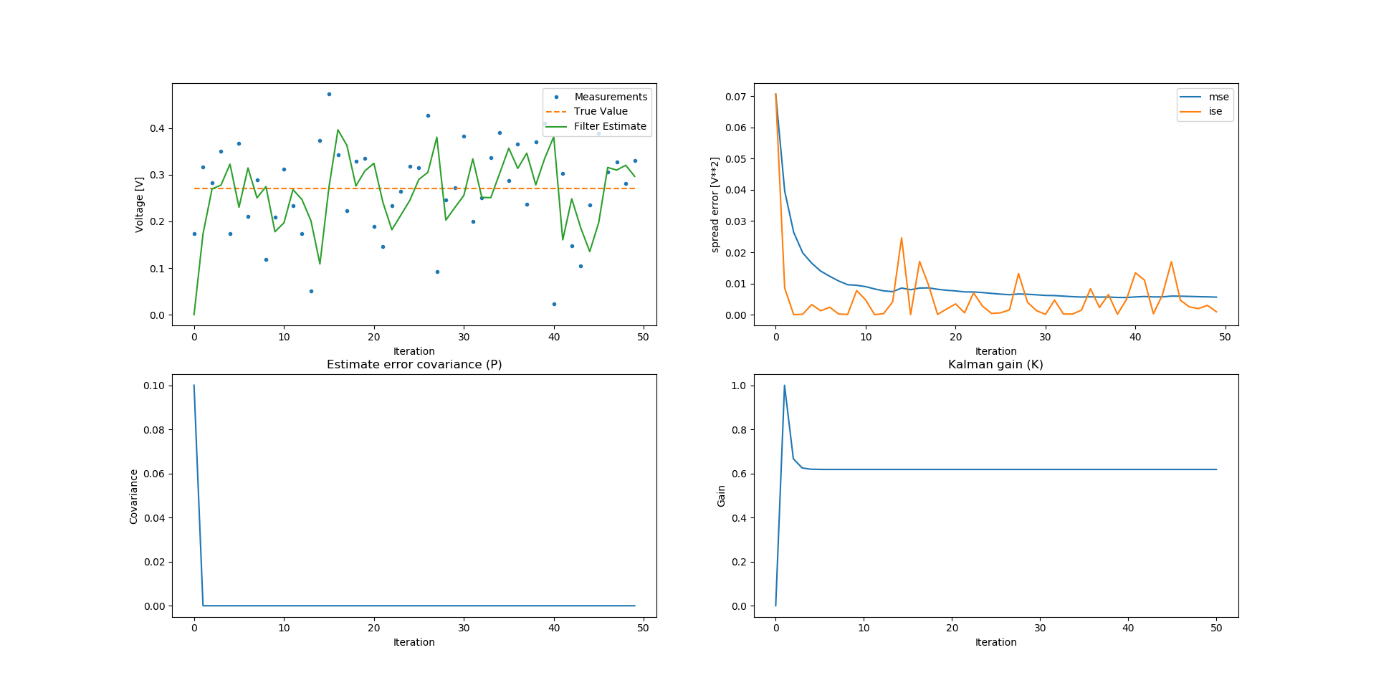 Measurements
True Value
Filter Estimate
0.4
0.3
0.2
0.1
0.0
Voltage [V]
0 10 20 30 40 50
Iteration
mse
ise
0.07
0.06
0.05
0.04
0.03
0.02
0.01
0.00
spread error [V**2]
0 10 20 30 40 50
Iteration
Estimate error covariance (P)
0.10
0.08
0.06
0.04
0.02
0.00
Covariance
0 10 20 30 40 50
Iteration
Kalman gain (K)
1.0
0.8
0.6
0.4
0.2
0.0
Gain
0 10 20 30 40 50
Iteration